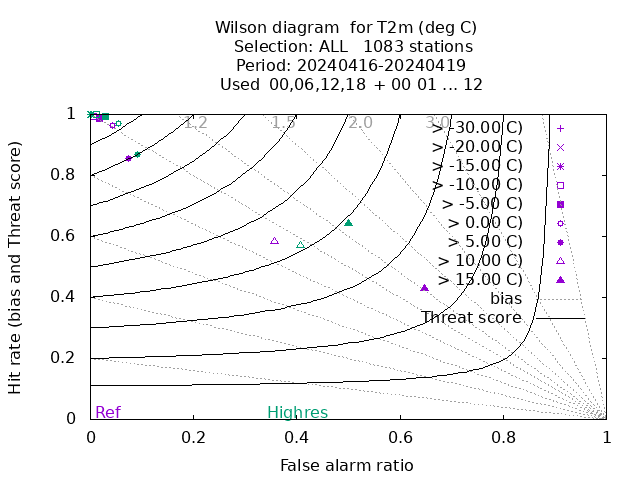 Wilson diagram  for T2m (deg C)
Selection: ALL   1083 stations
Period: 20240416-20240419
Used  00,06,12,18  + 00 01 ... 12
Hit rate (bias and Threat score)
1
0.8
0.6
0.4
0.2
0
1.2
1.5
2.0
3.0
> -30.00 C)
> -20.00 C)
> -15.00 C)
> -10.00 C)
> -5.00 C)
> 0.00 C)
> 5.00 C)
> 10.00 C)
> 15.00 C)
bias
Threat score
Ref
Highres
0
0.2
0.4
0.6
0.8
1
False alarm ratio